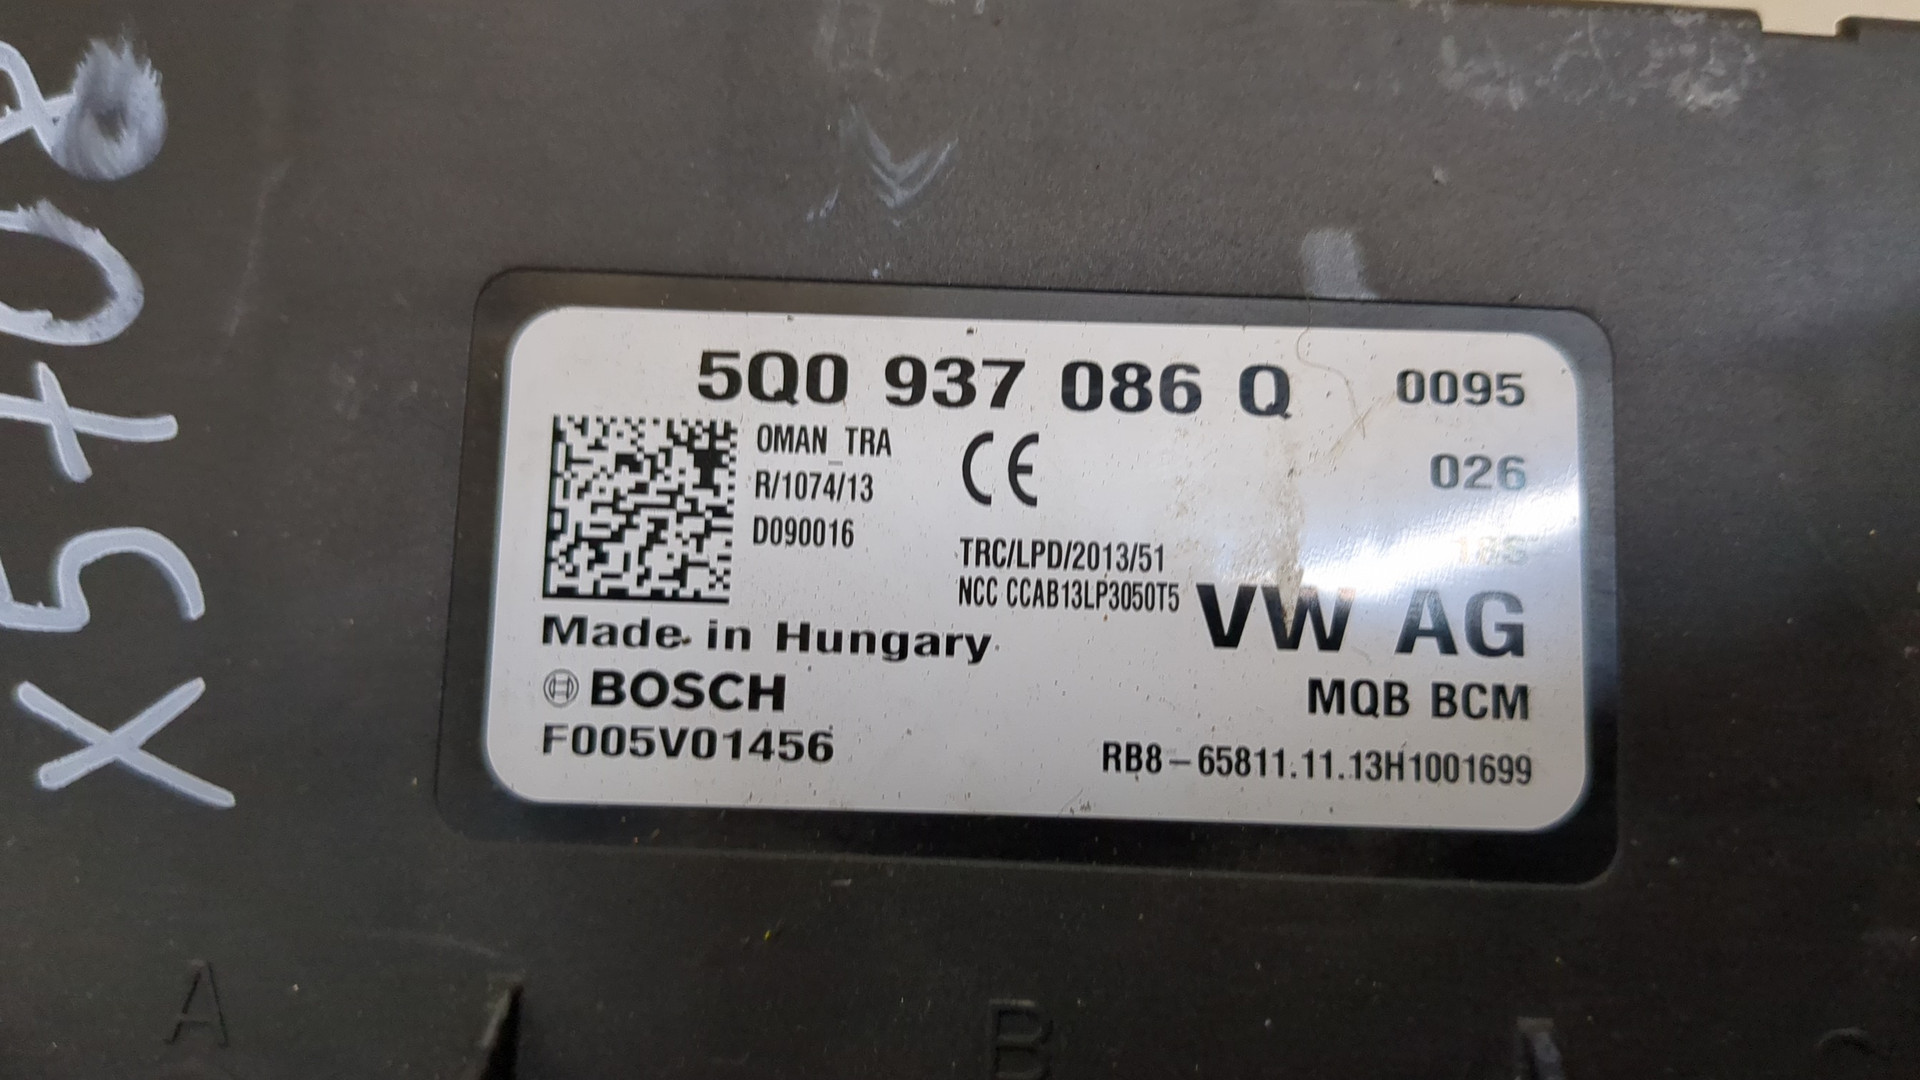 5Q0 937 086 Q 0095
OMAN_TRA
R/1074/13
D090016
CE
026
TRC/LPD/2013/51
NCC CCAB13LP3050T5
VW AG
Made in Hungary
BOSCH
MQB BCM
F005V01456
RB8-65811.11.13H1001699
A
B